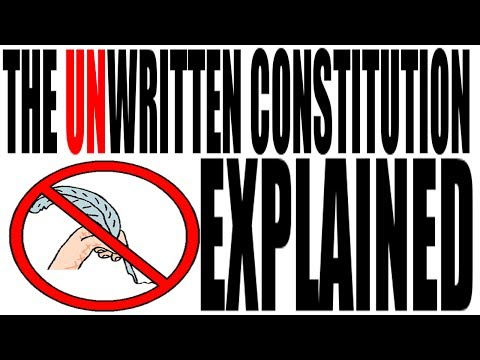 THE UNWRITTEN CONSTITUTION
EXPLAINED